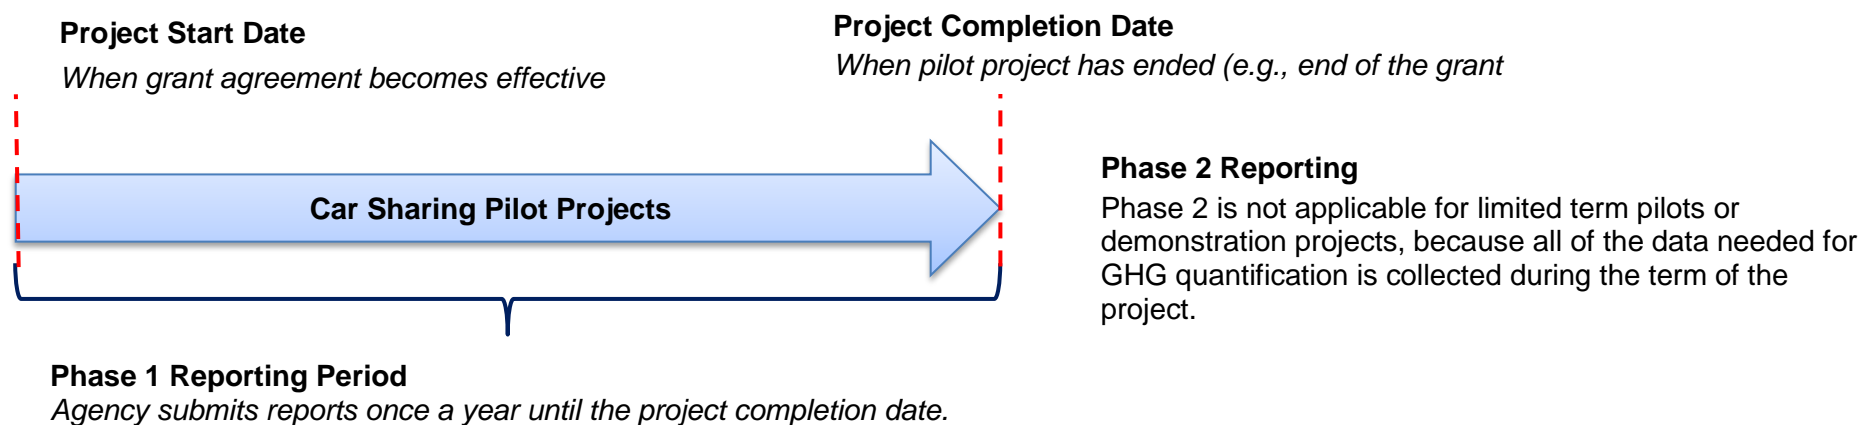 Project Start Date
When grant agreement becomes effective
Project Completion Date
When pilot project has ended (e.g., end of the grant
Car Sharing Pilot Projects
Phase 2 Reporting
Phase 2 is not applicable for limited term pilots or
demonstration projects, because all of the data needed for
GHG quantification is collected during the term of the
project.
Phase 1 Reporting Period
Agency submits reports once a year until the project completion date.